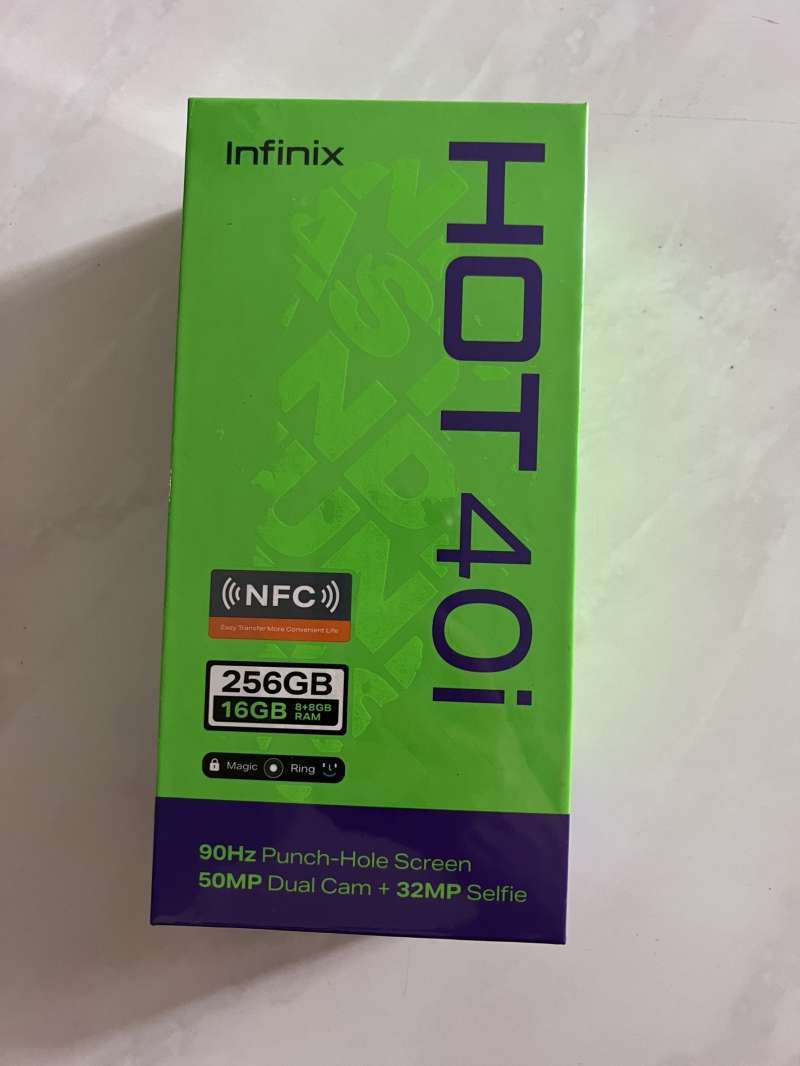 Infinix
HOT 40i
NFC
Easy Transfer More Convenient Life
256GB
16GB 8+8GB RAM
Magic Ring
90Hz Punch-Hole Screen
50MP Dual Cam + 32MP Selfie